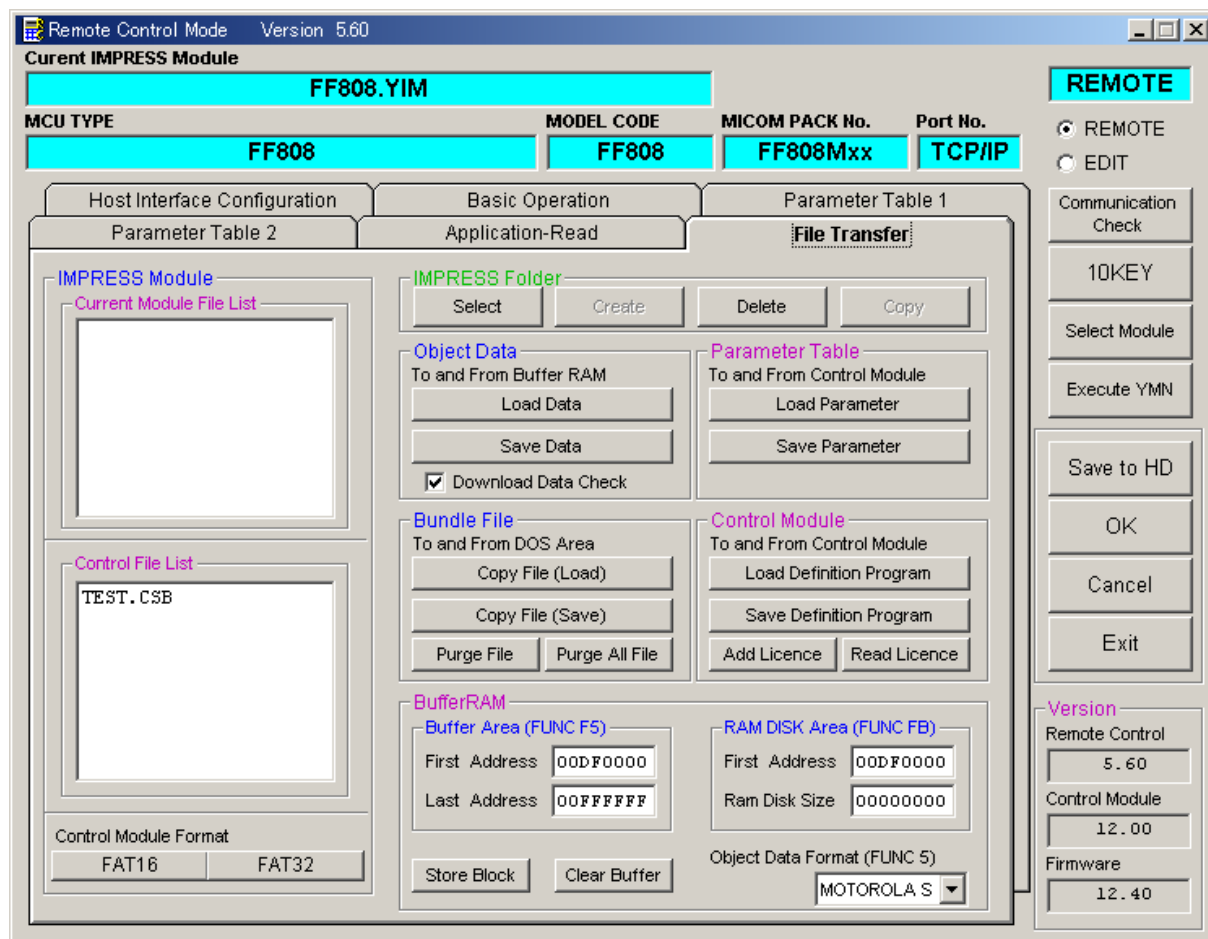 Remote Control Mode Version 5.60
Curent IMPRESS Module
FF808.YIM
REMOTE
MCU TYPE
MODEL CODE
MICOM PACK No.
Port No.
FF808
FF808
FF808Mxx
TCP/IP
REMOTE
EDIT
Host Interface Configuration
Basic Operation
Parameter Table 1
Parameter Table 2
Application-Read
File Transfer
Communication
Check
10KEY
Select Module
Execute YMN
IMPRESS Module
Current Module File List
Control File List
TEST.CSB
Control Module Format
FAT16
FAT32
IMPRESS Folder
Select
Create
Delete
Copy
Object Data
To and From Buffer RAM
Load Data
Save Data
Download Data Check
Parameter Table
To and From Control Module
Load Parameter
Save Parameter
Bundle File
To and From DOS Area
Copy File (Load)
Copy File (Save)
Purge File
Purge All File
Control Module
To and From Control Module
Load Definition Program
Save Definition Program
Add Licence
Read Licence
BufferRAM
Buffer Area (FUNC F5)
First Address 00DF0000
Last Address 00FFFFFF
RAM DISK Area (FUNC FB)
First Address 00DF0000
Ram Disk Size 00000000
Store Block
Clear Buffer
Object Data Format (FUNC 5)
MOTOROLA S
Save to HD
OK
Cancel
Exit
Version
Remote Control
5.60
Control Module
12.00
Firmware
12.40